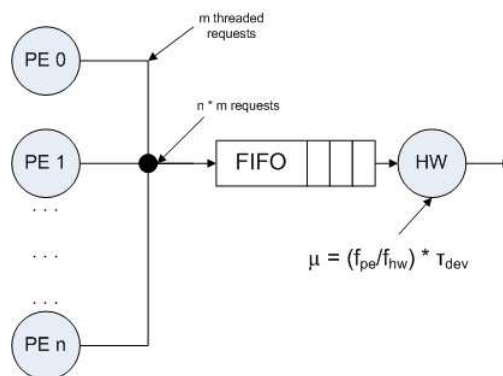 m threaded
requests
PE 0
n * m requests
PE 1
FIFO
HW
. . .
. . .
μ = (f_pe/f_hw) * τ_dev
. . .
PE n